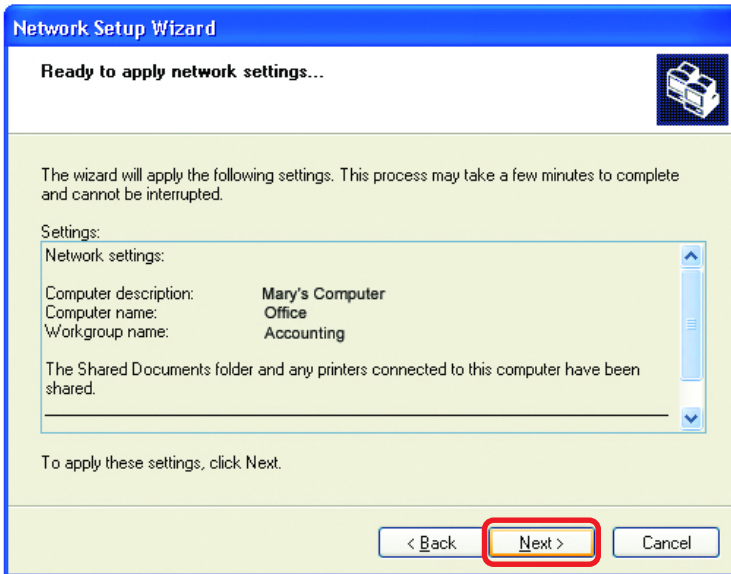 Network Setup Wizard
Ready to apply network settings...
The wizard will apply the following settings. This process may take a few minutes to complete
and cannot be interrupted.
Settings:
Network settings:
Computer description: Mary's Computer
Computer name: Office
Workgroup name: Accounting
The Shared Documents folder and any printers connected to this computer have been
shared.
To apply these settings, click Next.
< Back Next > Cancel